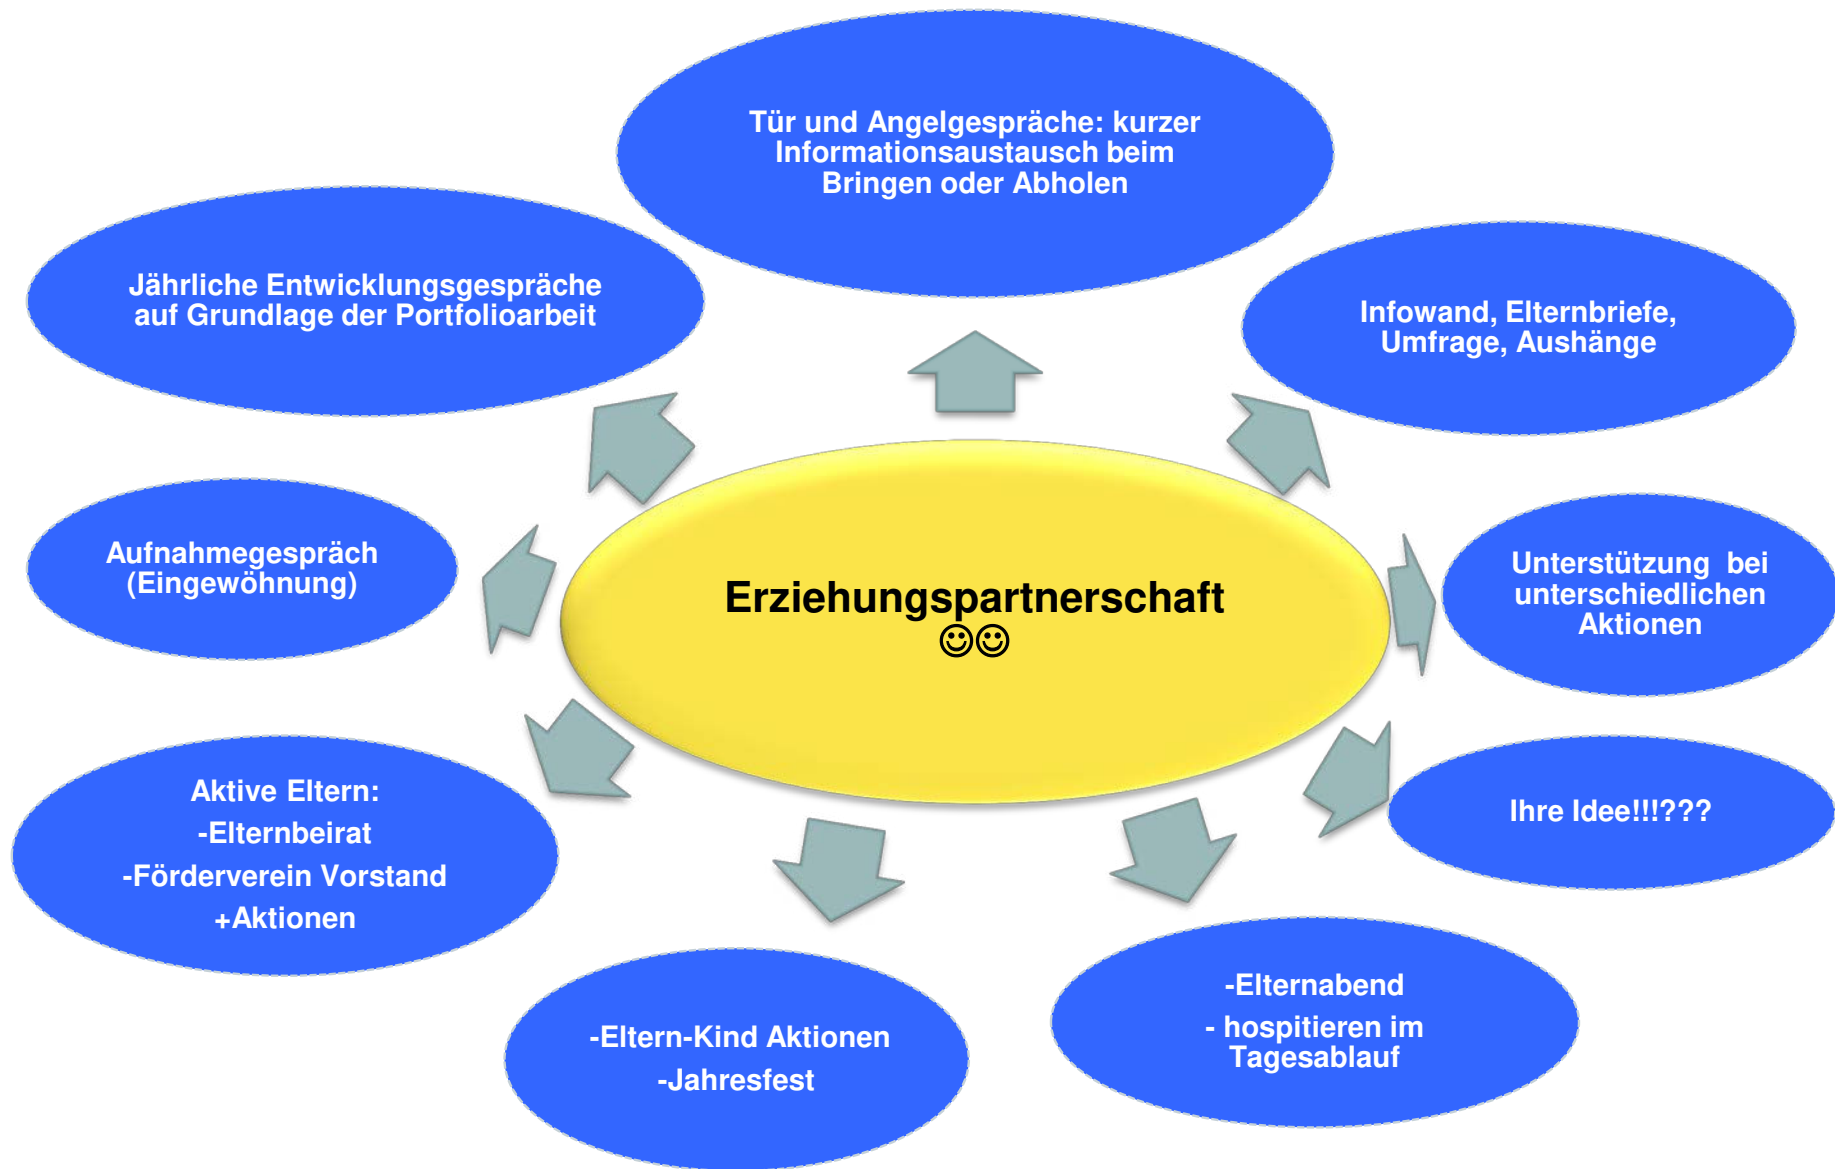 Tür und Angelgespräche: kurzer
Informationsaustausch beim
Bringen oder Abholen
Jährliche Entwicklungsgespräche
auf Grundlage der Portfolioarbeit
Infowand, Elternbriefe,
Umfrage, Aushänge
Aufnahmegespräch
(Eingewöhnung)
Erziehungspartnerschaft
☺☺
Unterstützung  bei
unterschiedlichen
Aktionen
Aktive Eltern:
-Elternbeirat
-Förderverein Vorstand
+Aktionen
Ihre Idee!!!???
-Eltern-Kind Aktionen
-Jahresfest
-Elternabend
- hospitieren im
Tagesablauf